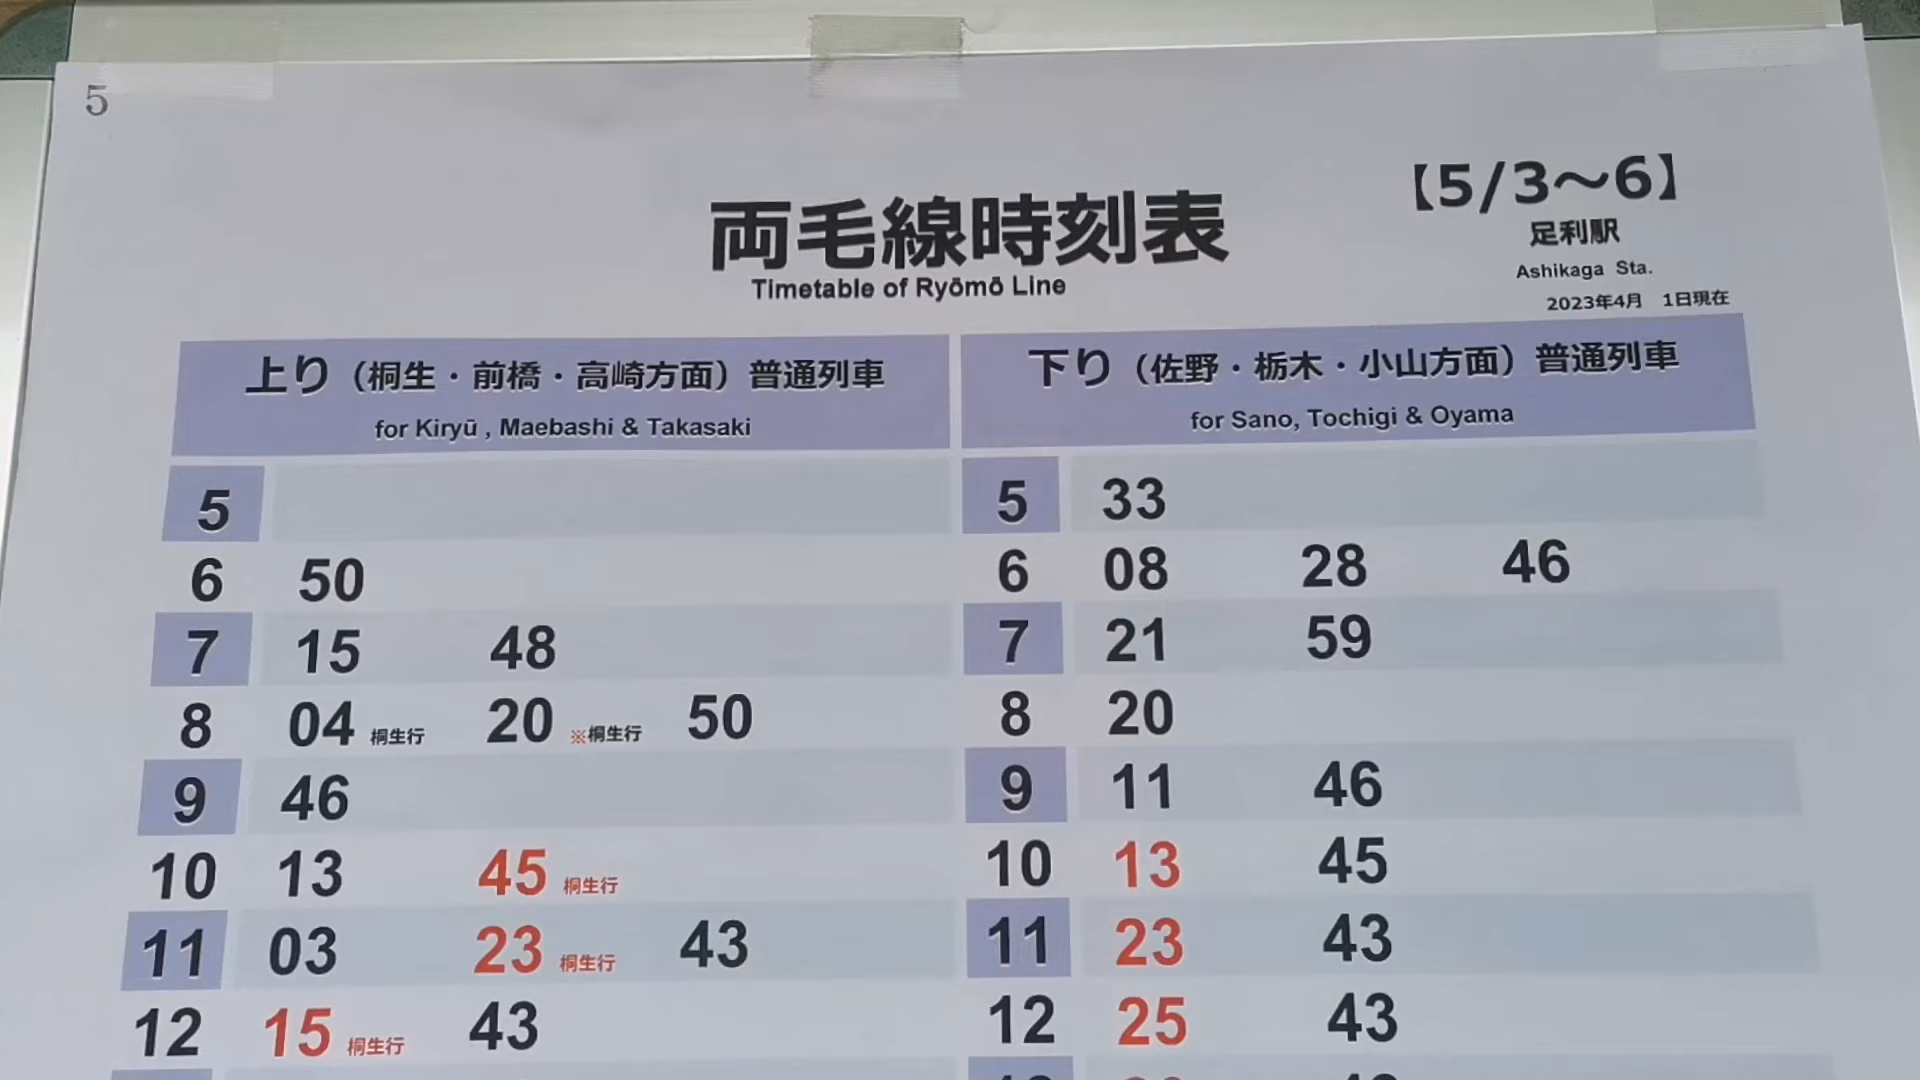 5
【5/3～6】
両毛線時刻表
足利駅
Timetable of Ryōmō Line
Ashikaga Sta.
2023年4月 1日現在
上り（桐生・前橋・高崎方面）普通列車
for Kiryū , Maebashi & Takasaki
下り（佐野・栃木・小山方面）普通列車
for Sano, Tochigi & Oyama
5
5 33
6 50
6 08 28 46
7 15 48
7 21 59
8 04 桐生行 20 ※桐生行 50
8 20
9 46
9 11 46
10 13 45 桐生行
10 13 45
11 03 23 桐生行 43
11 23 43
12 15 桐生行 43
12 25 43